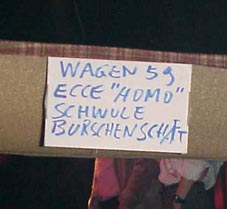 WAGEN 59
ECCE "HOMO"
SCHWULE
BURSCHENSCHAFT